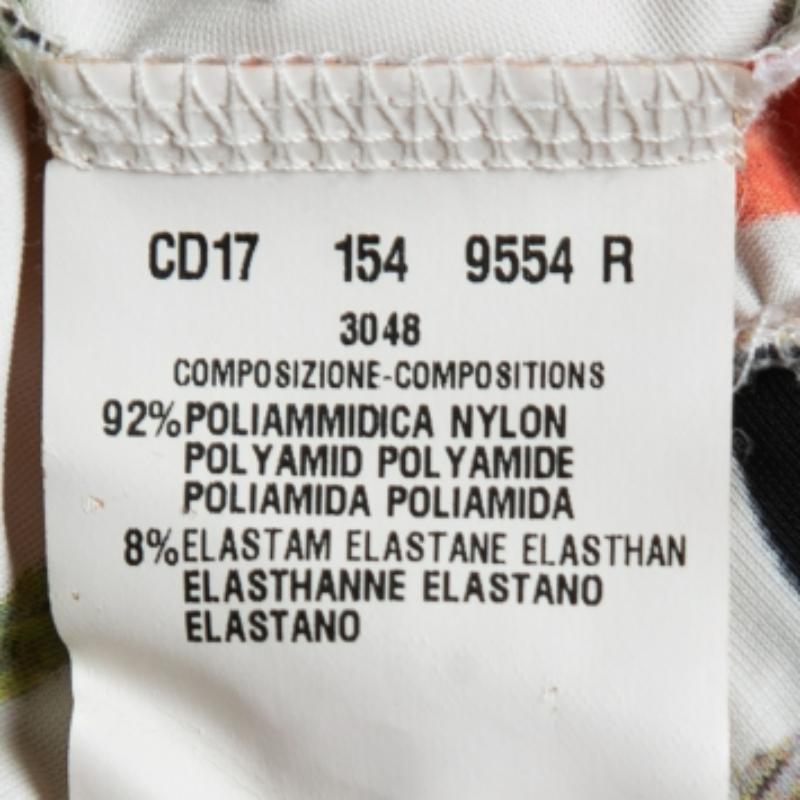 CD17 154 9554 R
3048
COMPOSIZIONE-COMPOSITIONS
92%POLIAMMIDICA NYLON
POLYAMID POLYAMIDE
POLIAMIDA POLIAMIDA
8%ELASTAM ELASTANE ELASTHAN
ELASTHANNE ELASTANO
ELASTANO